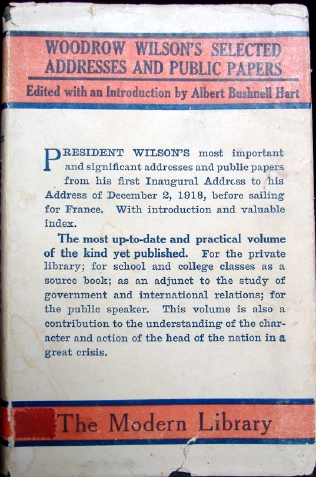 WOODROW WILSON'S SELECTED
ADDRESSES AND PUBLIC PAPERS
Edited with an Introduction by Albert Bushnell Hart
PRESIDENT WILSON'S most important
and significant addresses and public papers
from his first Inaugural Address to his
Address of December 2, 1918, before sailing
for France. With introduction and valuable
index.
The most up-to-date and practical volume
of the kind yet published. For the private
library; for school and college classes as a
source book; as an adjunct to the study of
government and international relations; for
the public speaker. This volume is also a
contribution to the understanding of the char-
acter and action of the head of the nation in a
great crisis.
The Modern Library